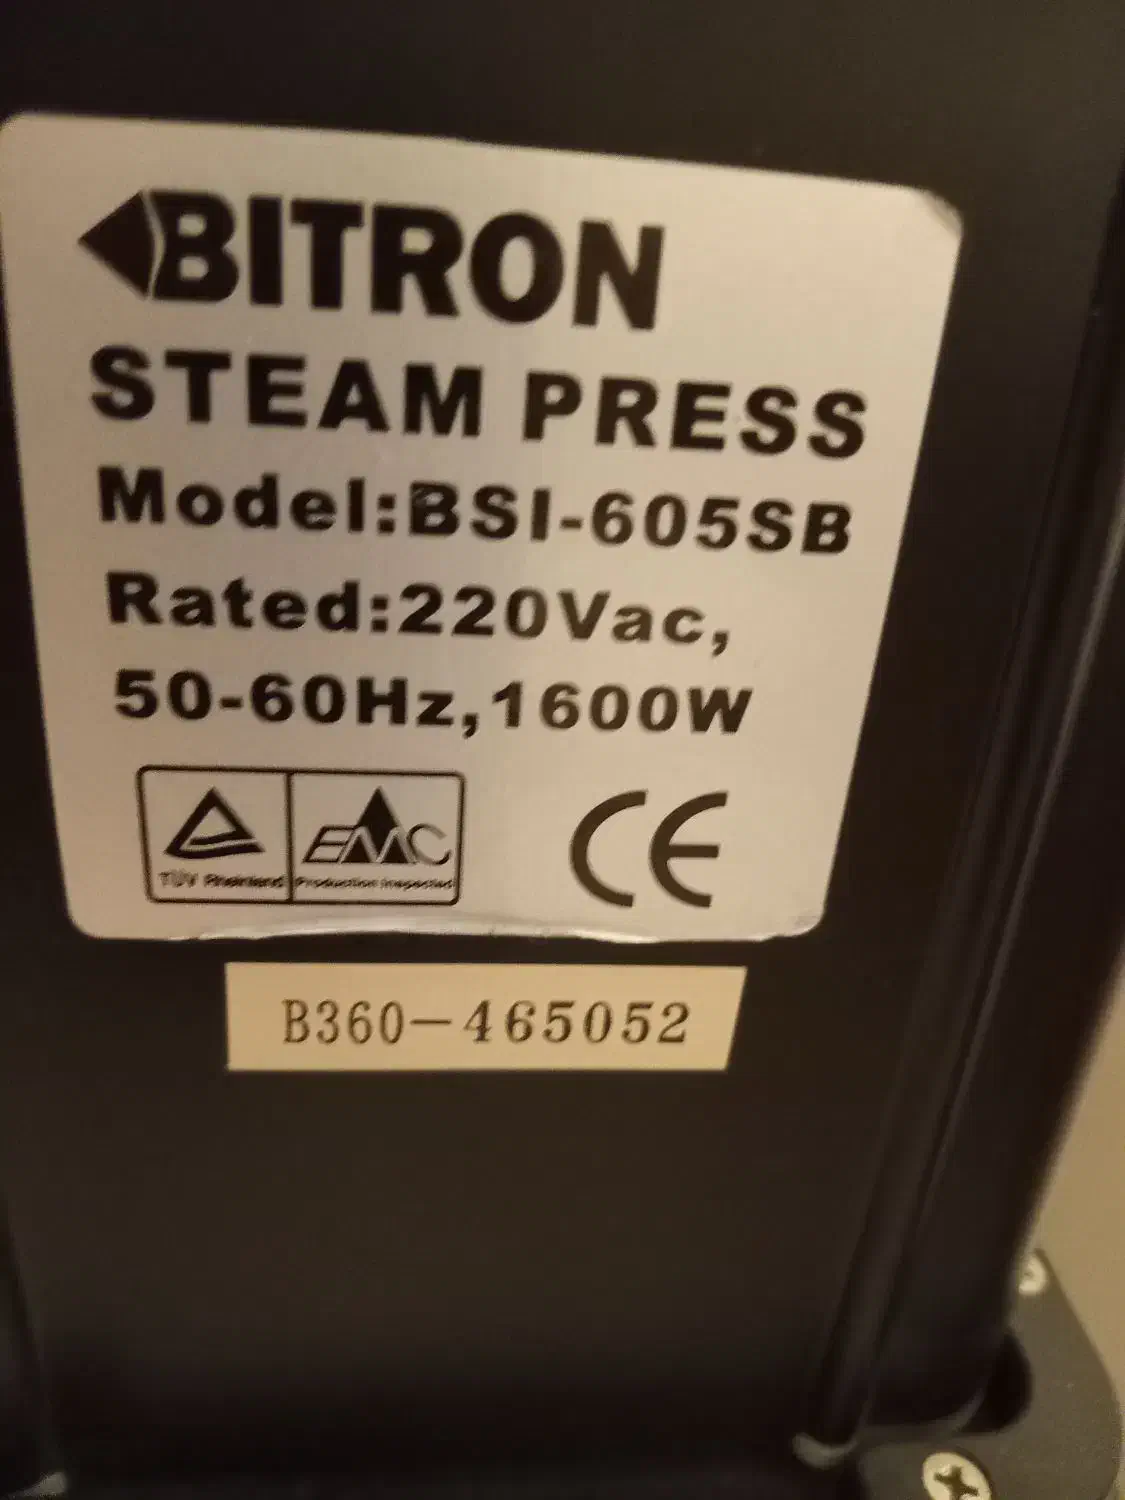 BITRON
STEAM PRESS
Model:BSI-605SB
Rated:220Vac,
50-60Hz,1600W
TÜV Rheinland
EMC
Production Inspected
CE
B360-465052